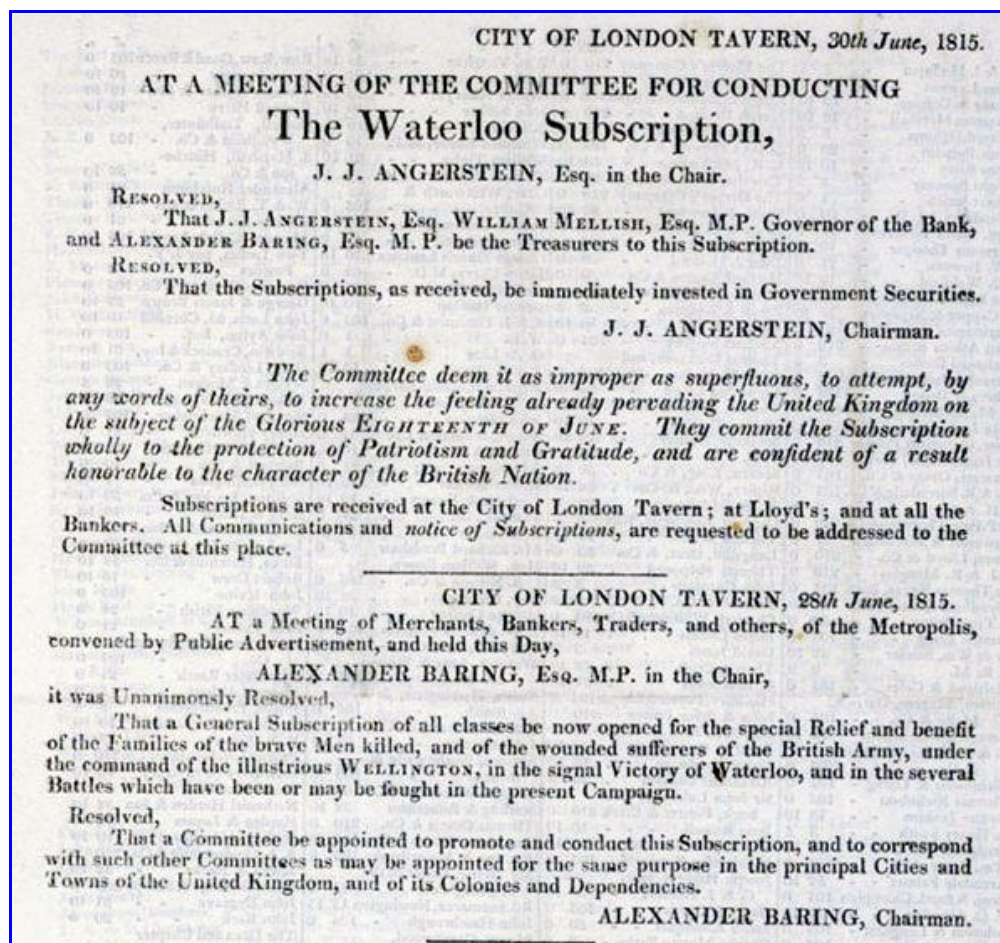 CITY OF LONDON TAVERN, 30th June, 1815.
AT A MEETING OF THE COMMITTEE FOR CONDUCTING
The Waterloo Subscription,
J. J. ANGERSTEIN, Esq. in the Chair.
RESOLVED,
That J. J. ANGERSTEIN, Esq. WILLIAM MELLISH, Esq. M.P. Governor of the Bank,
and ALEXANDER BARING, Esq. M. P. be the Treasurers to this Subscription.
RESOLVED,
That the Subscriptions, as received, be immediately invested in Government Securities.
J. J. ANGERSTEIN, Chairman.
The Committee deem it as improper as superfluous, to attempt, by
any words of theirs, to increase the feeling already pervading the United Kingdom on
the subject of the Glorious EIGHTEENTH OF JUNE. They commit the Subscription
wholly to the protection of Patriotism and Gratitude, and are confident of a result
honorable to the character of the British Nation.
Subscriptions are received at the City of London Tavern; at Lloyd's; and at all the
Bankers. All Communications and notice of Subscriptions, are requested to be addressed to the
Committee at this place.
CITY OF LONDON TAVERN, 28th June, 1815.
AT a Meeting of Merchants, Bankers, Traders, and others, of the Metropolis,
convened by Public Advertisement, and held this Day,
ALEXANDER BARING, ESQ. M.P. in the Chair,
it was Unanimously Resolved,
That a General Subscription of all classes be now opened for the special Relief and benefit
of the Families of the brave Men killed, and of the wounded sufferers of the British Army, under
the command of the illustrious WELLINGTON, in the signal Victory of Waterloo, and in the several
Battles which have been or may be fought in the present Campaign.
Resolved,
That a Committee be appointed to promote and conduct this Subscription, and to correspond
with such other Committees as may be appointed for the same purpose in the principal Cities and
Towns of the United Kingdom, and of its Colonies and Dependencies.
ALEXANDER BARING, Chairman.